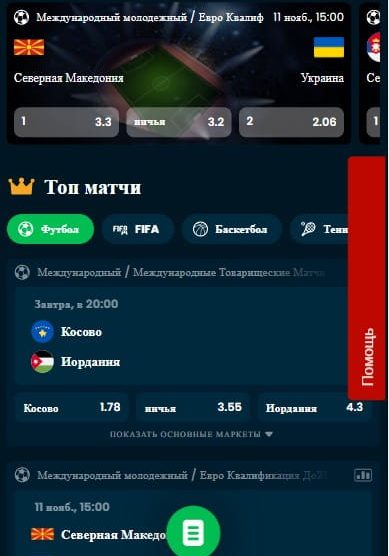 Международный молодежный / Евро Квалиф 11 нояб., 15:00
Северная Македония Украина Се
1 3.3 ничья 3.2 2 2.06 1
Топ матчи
Футбол FIFA FIFA Баскетбол Тенн
Международный / Международные Товарищеские Матчи
Завтра, в 20:00
Косово
Иордания
Помощь
Косово 1.78 ничья 3.55 Иордания 4.3
ПОКАЗАТЬ ОСНОВНЫЕ МАРКЕТЫ
Международный молодежный / Евро Квалификация До
11 нояб., 15:00
Северная Македо